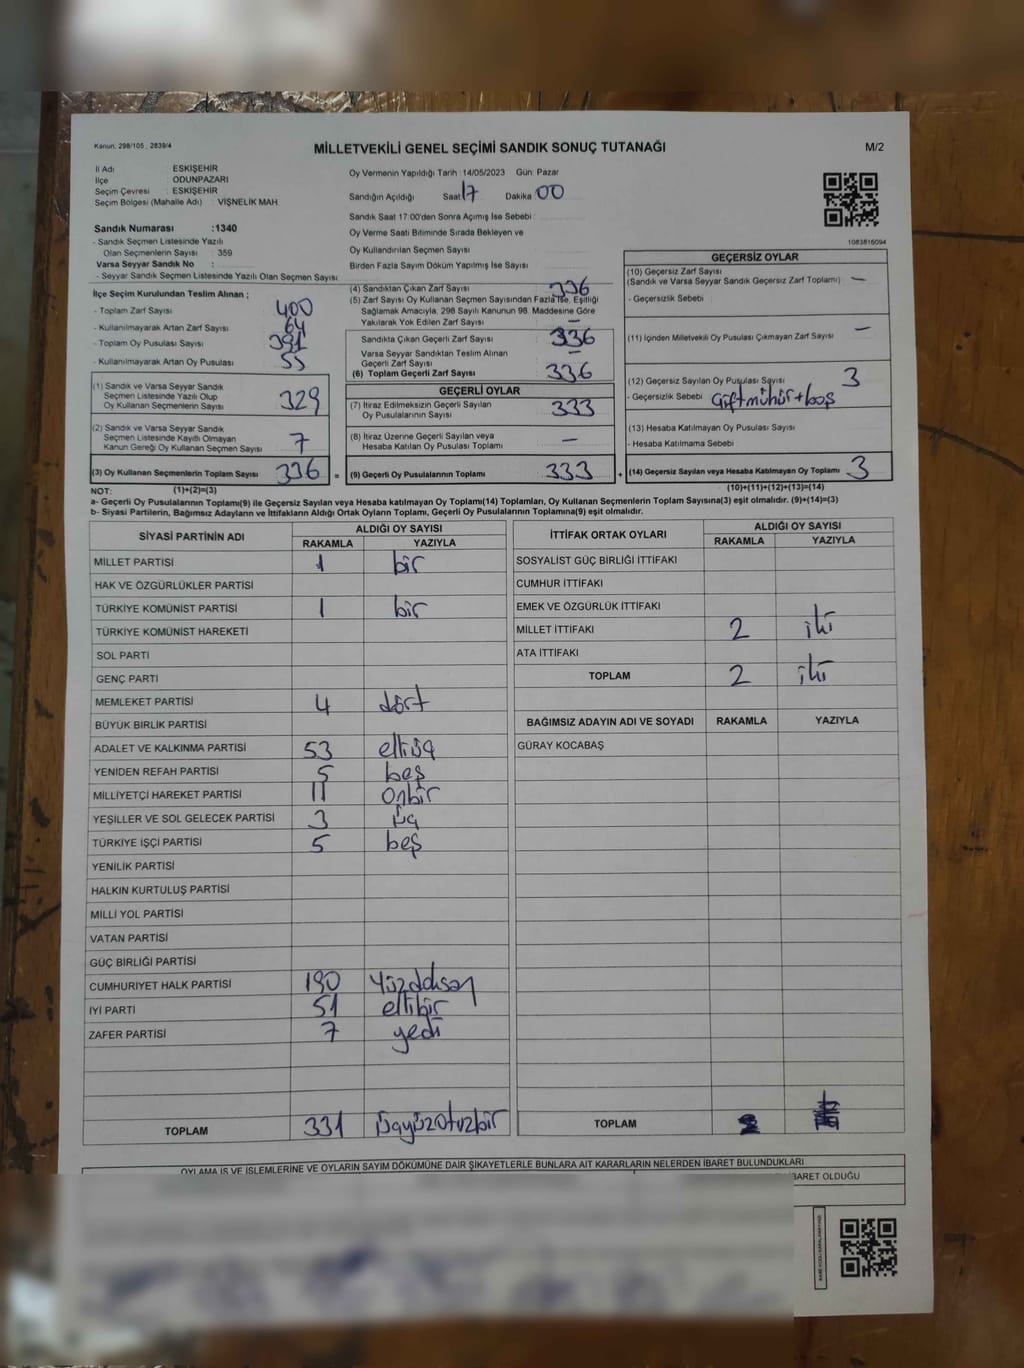 Kanun: 298/105 , 2839/4
MİLLETVEKİLİ GENEL SEÇİMİ SANDIK SONUÇ TUTANAĞI
M/2
İl Adı : ESKİŞEHİR
İlçe : ODUNPAZARI
Seçim Çevresi : ESKİŞEHİR
Seçim Bölgesi (Mahalle Adı) : VİŞNELİK MAH.
Oy Vermenin Yapıldığı Tarih :14/05/2023 Gün: Pazar
Sandığın Açıldığı Saat 17 Dakika 00
Sandık Saat 17:00'den Sonra Açımış İse Sebebi :
Oy Verme Saati Bitiminde Sırada Bekleyen ve
Oy Kullandırılan Seçmen Sayısı
Birden Fazla Sayım Döküm Yapılmış İse Sayısı :
1083816094
Sandık Numarası :1340
- Sandık Seçmen Listesinde Yazılı
Olan Seçmenlerin Sayısı : 359
Varsa Seyyar Sandık No :
- Seyyar Sandık Seçmen Listesinde Yazılı Olan Seçmen Sayısı:
İlçe Seçim Kurulundan Teslim Alınan ;
- Toplam Zarf Sayısı : 400
- Kullanılmayarak Artan Zarf Sayısı : 64
- Toplam Oy Pusulası Sayısı : 391
- Kullanılmayarak Artan Oy Pusulası : 55
(1) Sandık ve Varsa Seyyar Sandık
Seçmen Listesinde Yazılı Olup
Oy Kullanan Seçmenlerin Sayısı : 329
(2) Sandık ve Varsa Seyyar Sandık
Seçmen Listesinde Kayıtlı Olmayan
Kanun Gereği Oy Kullanan Seçmen Sayısı : 7
(3) Oy Kullanan Seçmenlerin Toplam Sayısı : 336 =
(4) Sandıktan Çıkan Zarf Sayısı : 336
(5) Zarf Sayısı Oy Kullanan Seçmen Sayısından Fazla İse, Eşitliği
Sağlamak Amacıyla, 298 Sayılı Kanunun 98. Maddesine Göre
Yakılarak Yok Edilen Zarf Sayısı : —
Sandıkta Çıkan Geçerli Zarf Sayısı : 336
Varsa Seyyar Sandıktan Teslim Alınan
Geçerli Zarf Sayısı : —
(6) Toplam Geçerli Zarf Sayısı : 336
GEÇERLİ OYLAR
(7) İtiraz Edilmeksizin Geçerli Sayılan
Oy Pusulalarının Sayısı : 333
(8) İtiraz Üzerine Geçerli Sayılan veya
Hesaba Katılan Oy Pusulası Toplamı : —
(9) Geçerli Oy Pusulalarının Toplamı : 333 +
GEÇERSİZ OYLAR
(10) Geçersiz Zarf Sayısı
(Sandık ve Varsa Seyyar Sandık Geçersiz Zarf Toplamı) : —
- Geçersizlik Sebebi :
(11) İçinden Milletvekili Oy Pusulası Çıkmayan Zarf Sayısı : —
(12) Geçersiz Sayılan Oy Pusulası Sayısı : 3
- Geçersizlik Sebebi : Çift mühür + boş
(13) Hesaba Katılmayan Oy Pusulası Sayısı :
- Hesaba Katılmama Sebebi :
(14) Geçersiz Sayılan veya Hesaba Katılmayan Oy Toplamı : 3
NOT: (1)+(2)=(3) (10)+(11)+(12)+(13)=(14)
a- Geçerli Oy Pusulalarının Toplamı(9) ile Geçersiz Sayılan veya Hesaba katılmayan Oy Toplamı(14) Toplamları, Oy Kullanan Seçmenlerin Toplam Sayısına(3) eşit olmalıdır. (9)+(14)=(3)
b- Siyasi Partilerin, Bağımsız Adayların ve İttifakların Aldığı Ortak Oyların Toplamı, Geçerli Oy Pusulalarının Toplamına(9) eşit olmalıdır.
SİYASİ PARTİNİN ADI ALDIĞI OY SAYISI
RAKAMLA YAZIYLA
MİLLET PARTİSİ 1 bir
HAK VE ÖZGÜRLÜKLER PARTİSİ
TÜRKİYE KOMÜNİST PARTİSİ 1 bir
TÜRKİYE KOMÜNİST HAREKETİ
SOL PARTİ
GENÇ PARTİ
MEMLEKET PARTİSİ 4 dört
BÜYÜK BİRLİK PARTİSİ
ADALET VE KALKINMA PARTİSİ 53 elliüç
YENİDEN REFAH PARTİSİ 5 beş
MİLLİYETÇİ HAREKET PARTİSİ 11 onbir
YEŞİLLER VE SOL GELECEK PARTİSİ 3 üç
TÜRKİYE İŞÇİ PARTİSİ 5 beş
YENİLİK PARTİSİ
HALKIN KURTULUŞ PARTİSİ
MİLLİ YOL PARTİSİ
VATAN PARTİSİ
GÜÇ BİRLİĞİ PARTİSİ
CUMHURİYET HALK PARTİSİ 190 Yüzdoksan
İYİ PARTİ 51 ellibir
ZAFER PARTİSİ 7 yedi
TOPLAM 331 üçyüzotuzbir
İTTİFAK ORTAK OYLARI ALDIĞI OY SAYISI
RAKAMLA YAZIYLA
SOSYALİST GÜÇ BİRLİĞİ İTTİFAKI
CUMHUR İTTİFAKI
EMEK VE ÖZGÜRLÜK İTTİFAKI
MİLLET İTTİFAKI 2 iki
ATA İTTİFAKI
TOPLAM 2 iki
BAĞIMSIZ ADAYIN ADI VE SOYADI RAKAMLA YAZIYLA
GÜRAY KOCABAŞ
TOPLAM
OYLAMA İŞ VE İŞLEMLERİNE VE OYLARIN SAYIM DÖKÜMÜNE DAİR ŞİKAYETLERLE BUNLARA AİT KARARLARIN NELERDEN İBARET BULUNDUKLARI
İBARET OLDUĞU